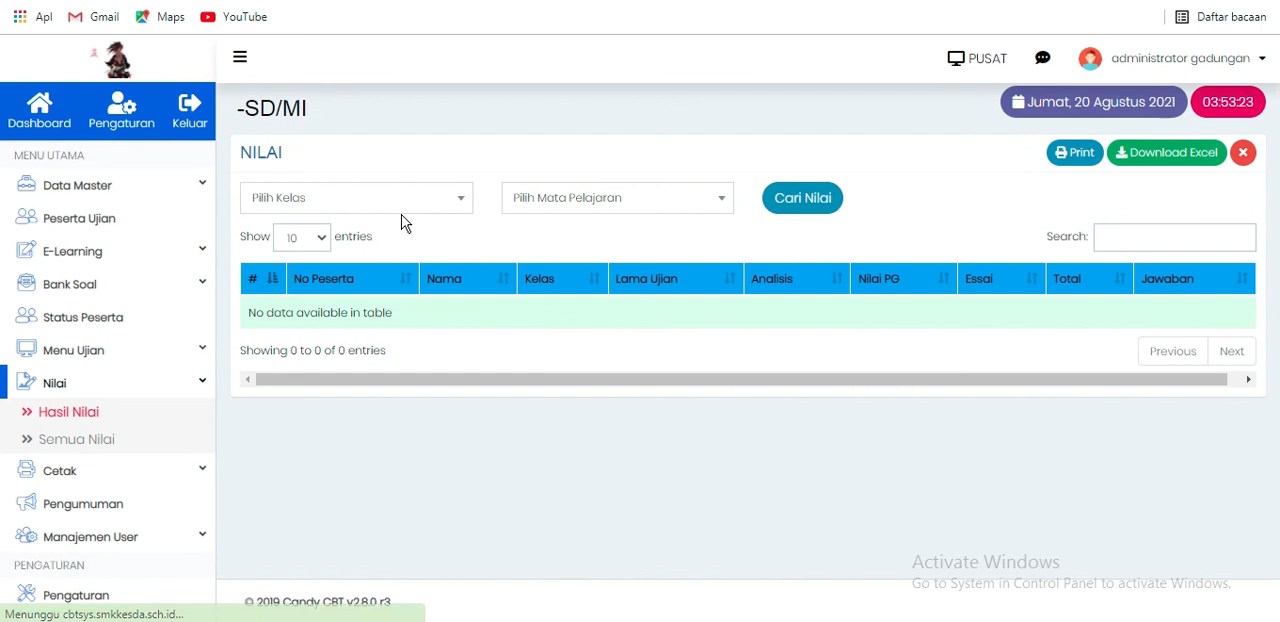 Apl Gmail Maps YouTube Daftar bacaan
PUSAT administrator gadungan
Dashboard Pengaturan Keluar
-SD/MI
Jumat, 20 Agustus 2021 03:53:23
MENU UTAMA
Data Master
Peserta Ujian
E-Learning
Bank Soal
Status Peserta
Menu Ujian
Nilai
Hasil Nilai
Semua Nilai
Cetak
Pengumuman
Manajemen User
PENGATURAN
Pengaturan
NILAI
Print Download Excel
Pilih Kelas Pilih Mata Pelajaran Cari Nilai
Show 10 entries Search:
# No Peserta Nama Kelas Lama Ujian Analisis Nilai PG Essai Total Jawaban
No data available in table
Showing 0 to 0 of 0 entries Previous Next
Activate Windows
Go to System in Control Panel to activate Windows.
© 2019 Candy CBT v2.8.0 r3
Menunggu cbtsys.smkkesda.sch.id...